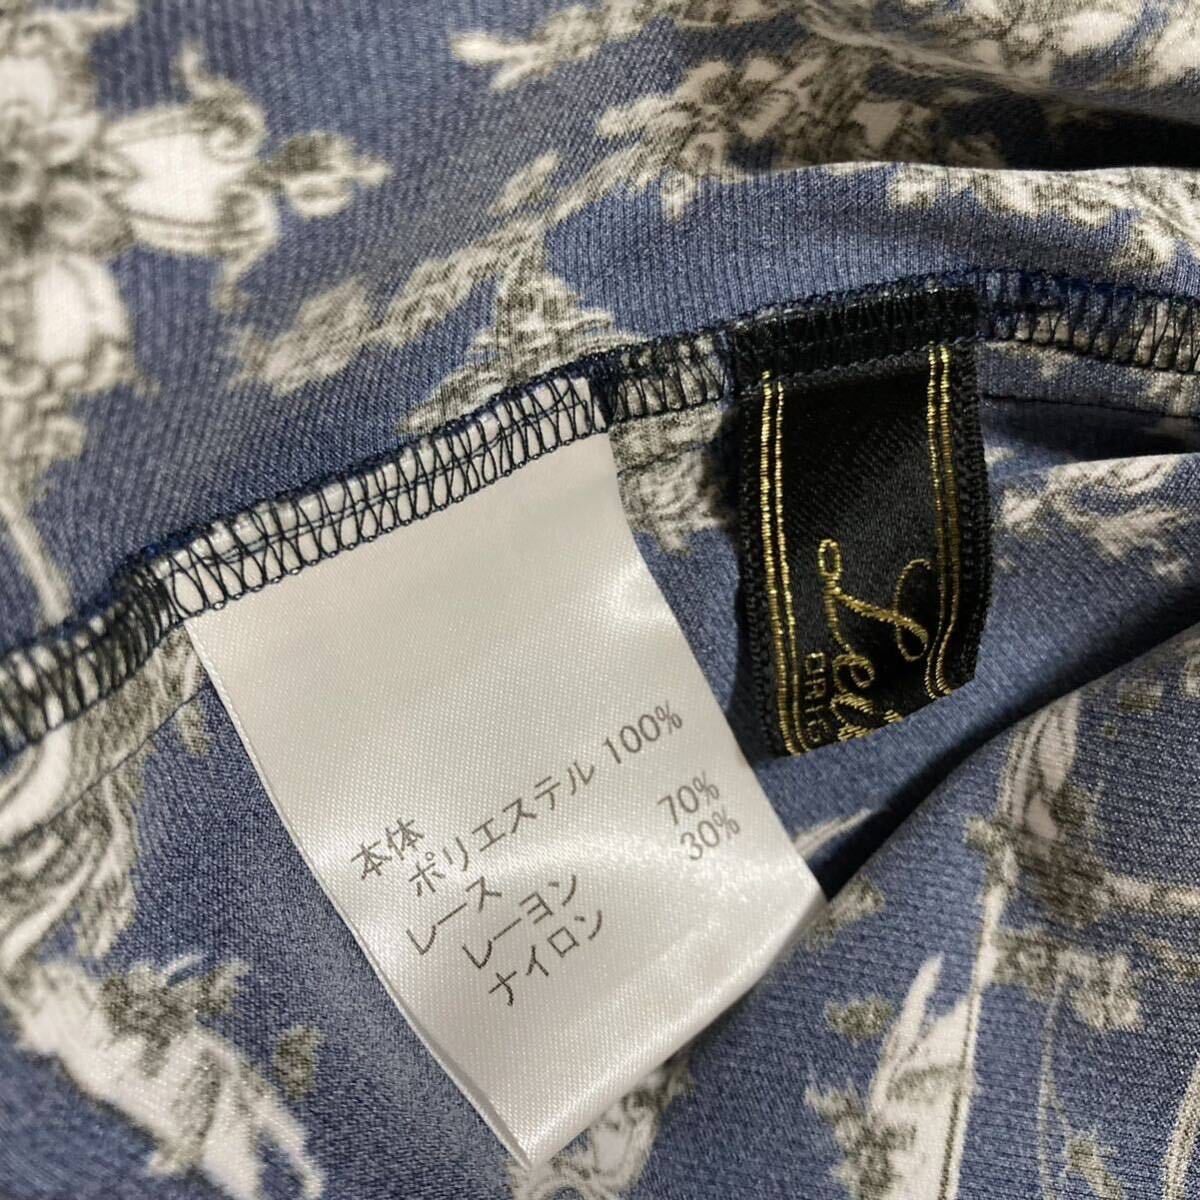 本体
ポリエステル 100%
レース
レーヨン 70%
ナイロン 30%